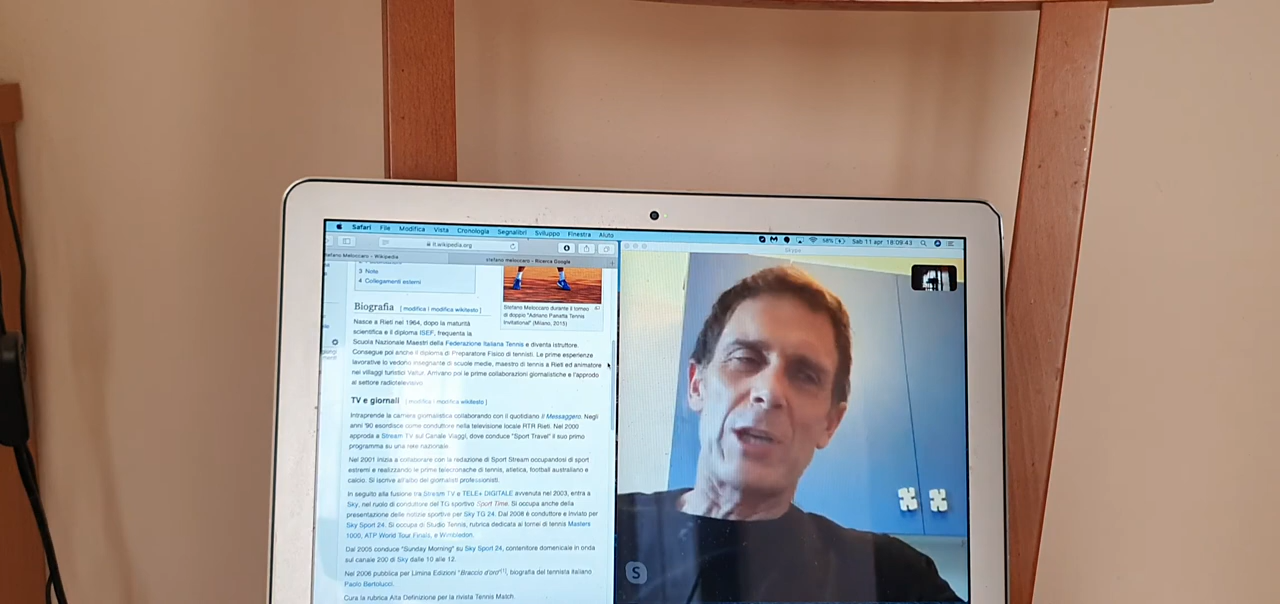 Safari File Modifica Vista Cronologia Segnalibri Sviluppo Finestra Aiuto
58% Sab 11 apr 18:09:43
it.wikipedia.org
Skype
Stefano Meloccaro - Wikipedia
stefano meloccaro - Ricerca Google
3 Note
4 Collegamenti esterni
Stefano Meloccaro durante il torneo
di doppio "Adriano Panatta Tennis
Invitational" (Milano, 2015)
Biografia [ modifica | modifica wikitesto ]
Nasce a Rieti nel 1964, dopo la maturità
scientifica e il diploma ISEF, frequenta la
Scuola Nazionale Maestri della Federazione Italiana Tennis e diventa istruttore.
Consegue poi anche il diploma di Preparatore Fisico di tennisti. Le prime esperienze
lavorative lo vedono insegnante di scuole medie, maestro di tennis a Rieti ed animatore
nei villaggi turistici Valtur. Arrivano poi le prime collaborazioni giornalistiche e l'approdo
al settore radiotelevisivo.
TV e giornali [ modifica | modifica wikitesto ]
Intraprende la carriera giornalistica collaborando con il quotidiano Il Messaggero. Negli
anni '90 esordisce come conduttore nella televisione locale RTR Rieti. Nel 2000
approda a Stream TV sul Canale Viaggi, dove conduce "Sport Travel" il suo primo
programma su una rete nazionale.
Nel 2001 inizia a collaborare con la redazione di Sport Stream occupandosi di sport
estremi e realizzando le prime telecronache di tennis, atletica, football australiano e
calcio. Si iscrive all'albo dei giornalisti professionisti.
In seguito alla fusione tra Stream TV e TELE+ DIGITALE avvenuta nel 2003, entra a
Sky, nel ruolo di conduttore del TG sportivo Sport Time. Si occupa anche della
presentazione delle notizie sportive per Sky TG 24. Dal 2008 è conduttore e inviato per
Sky Sport 24. Si occupa di Studio Tennis, rubrica dedicata ai tornei di tennis Masters
1000, ATP World Tour Finals, e Wimbledon.
Dal 2005 conduce "Sunday Morning" su Sky Sport 24, contenitore domenicale in onda
sul canale 200 di Sky dalle 10 alle 12.
Nel 2006 pubblica per Limina Edizioni "Braccio d'oro"[1], biografia del tennista italiano
Paolo Bertolucci.
Cura la rubrica Alta Definizione per la rivista Tennis Match.